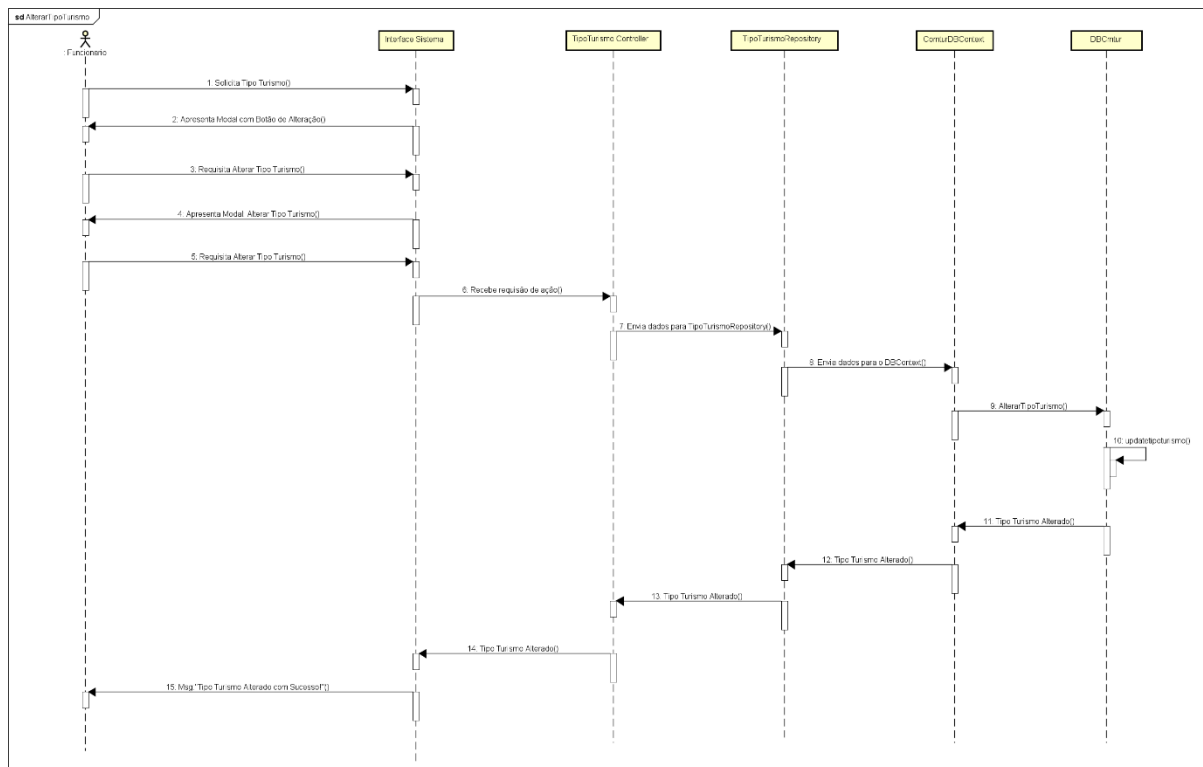 sd AlterarTipoTurismo
: Funcionario
Interface Sistema
TipoTurismo Controller
TipoTurismoRepository
ComturDBContext
DBCmtur
1: Solicita Tipo Turismo()
2: Apresenta Modal com Botão de Alteração()
3: Requisita Alterar Tipo Turismo()
4: Apresenta Modal Alterar Tipo Turismo()
5: Requisita Alterar Tipo Turismo()
6: Recebe requisão de ação()
7: Envia dados para TipoTurismoRepository()
8: Envia dados para o DBContext()
9: AlterarTipoTurismo()
10: updatetipoturismo()
11: Tipo Turismo Alterado()
12: Tipo Turismo Alterado()
13: Tipo Turismo Alterado()
14: Tipo Turismo Alterado()
15: Msg:"Tipo Turismo Alterado com Sucesso!"()